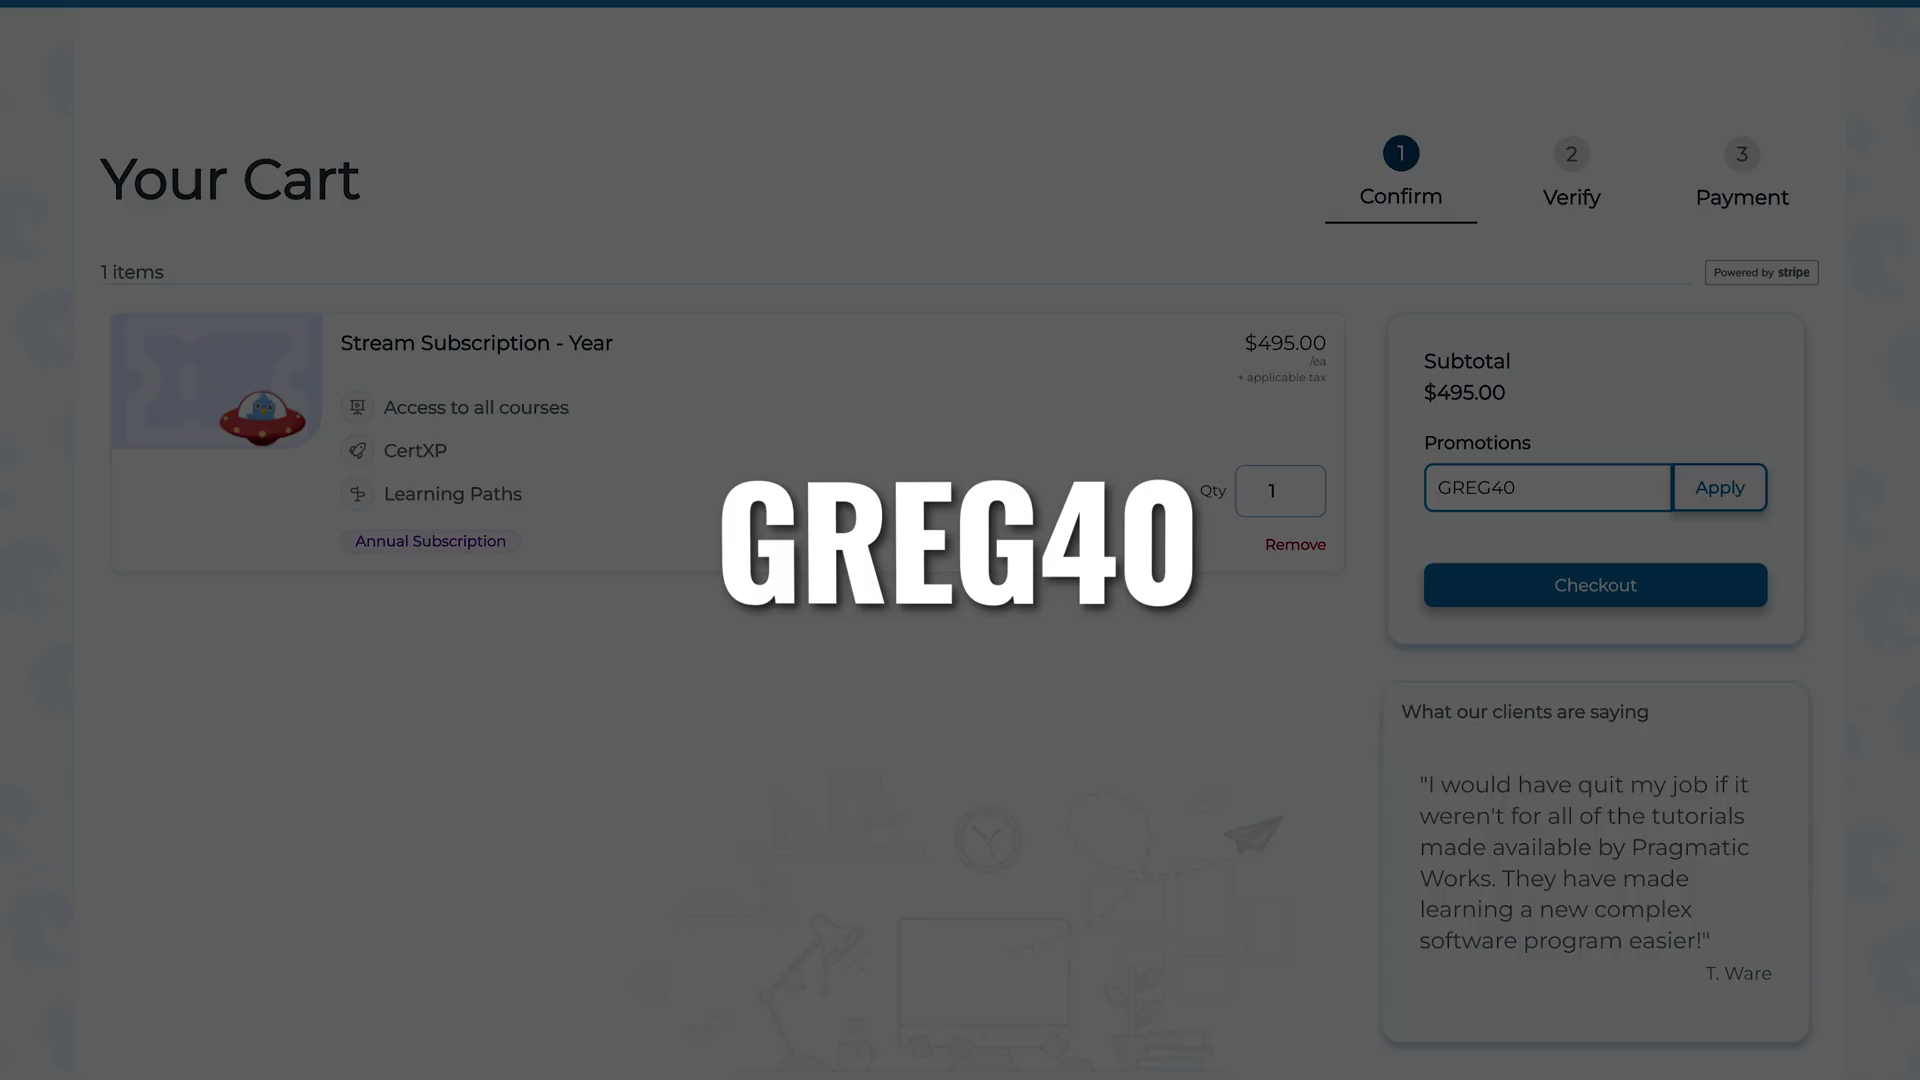 Your Cart
1
Confirm
2
Verify
3
Payment
1 items
Powered by stripe
Stream Subscription - Year
$495.00
/ea
+ applicable tax
Access to all courses
CertXP
Learning Paths
Annual Subscription
Qty
1
Remove
GREG40
Subtotal
$495.00
Promotions
GREG40
Apply
Checkout
What our clients are saying
"I would have quit my job if it
weren't for all of the tutorials
made available by Pragmatic
Works. They have made
learning a new complex
software program easier!"
T. Ware